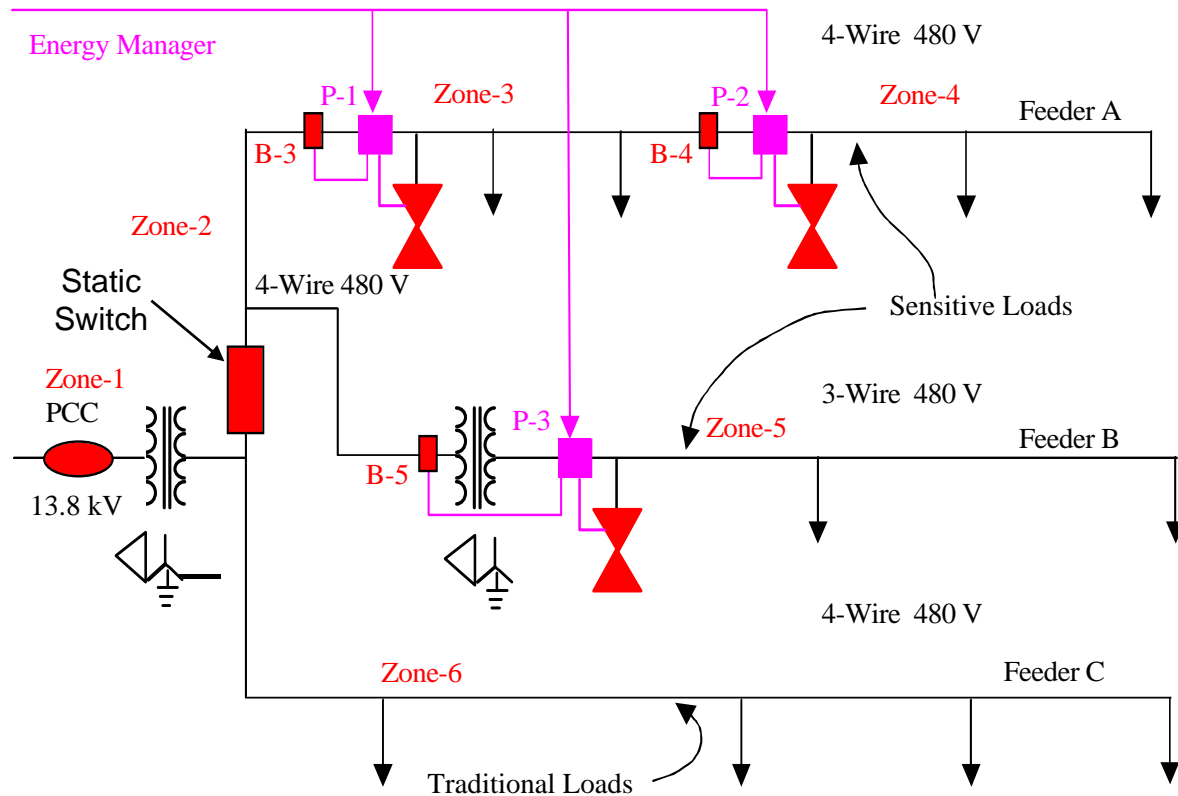 4-Wire 480 V
Energy Manager
P-1
Zone-3
P-2
Zone-4
Feeder A
B-3
B-4
Zone-2
4-Wire 480 V
Static
Switch
Sensitive Loads
Zone-1
PCC
3-Wire 480 V
P-3
Zone-5
Feeder B
B-5
13.8 kV
4-Wire 480 V
Zone-6
Feeder C
Traditional Loads